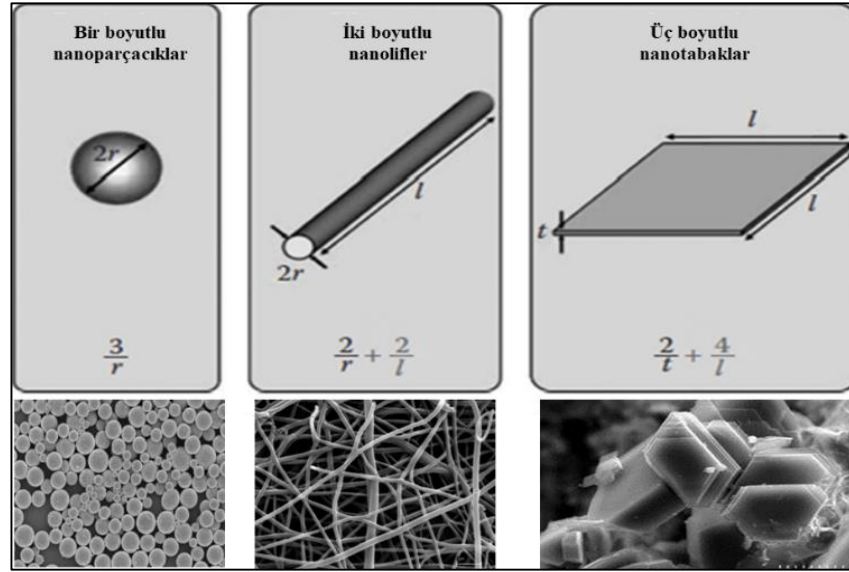 Bir boyutlu
nanoparçacıklar
2r
3/r
İki boyutlu
nanolifler
l
2r
2/r + 2/l
Üç boyutlu
nanotabaklar
l
l
t
2/t + 4/l